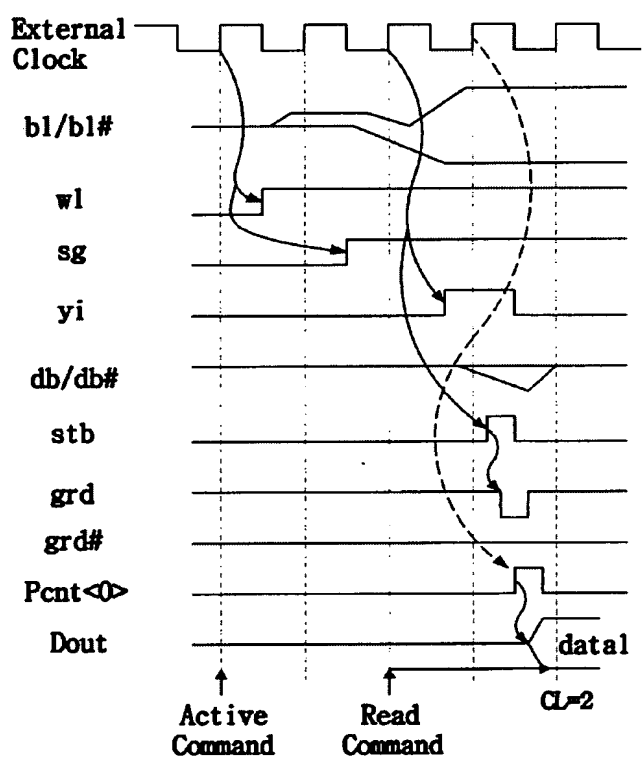 External
Clock
bl/bl#
wl
sg
yi
db/db#
stb
grd
grd#
Pcnt<0>
Dout
data1
CL=2
Active
Command
Read
Command